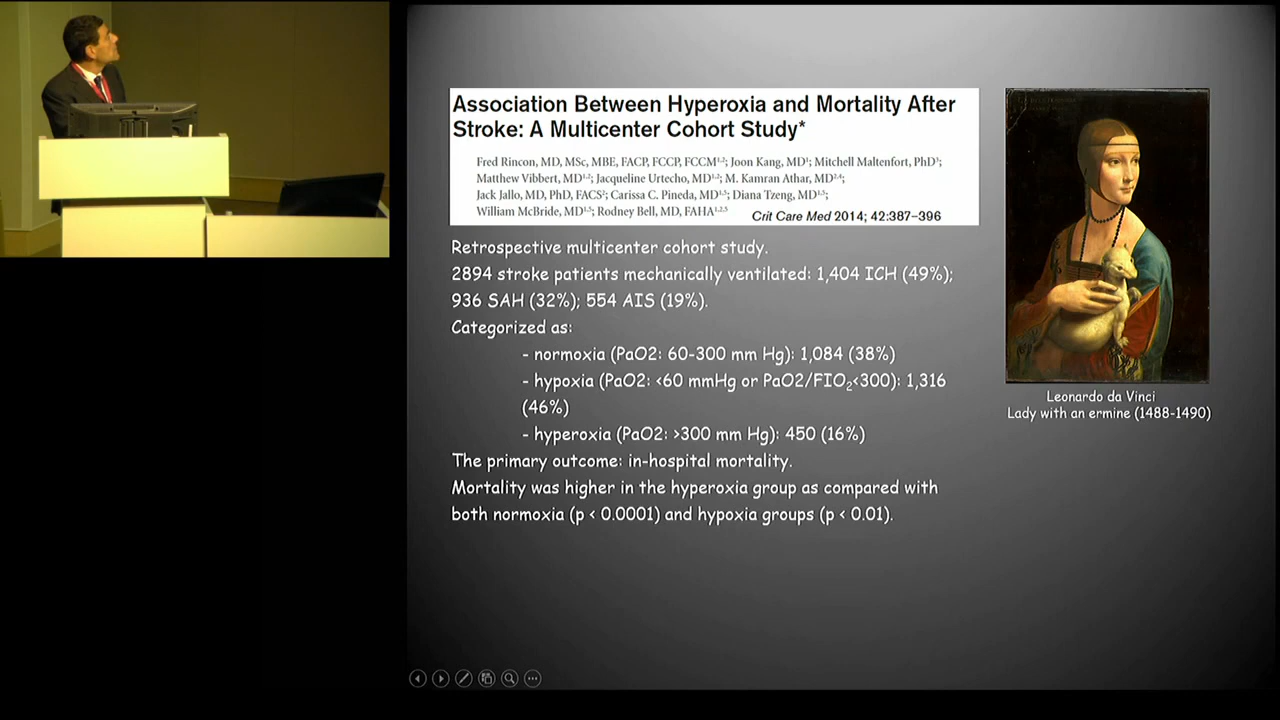 Association Between Hyperoxia and Mortality After
Stroke: A Multicenter Cohort Study*
Fred Rincon, MD, MSc, MBE, FACP, FCCP, FCCM1,2; Joon Kang, MD1; Mitchell Maltenfort, PhD3;
Matthew Vibbert, MD1,2; Jacqueline Urtecho, MD1,2; M. Kamran Athar, MD2,4;
Jack Jallo, MD, PhD, FACS2; Carissa C. Pineda, MD1,5; Diana Tzeng, MD1,5;
William McBride, MD1,5; Rodney Bell, MD, FAHA1,2,5
Crit Care Med 2014; 42:387–396
Retrospective multicenter cohort study.
2894 stroke patients mechanically ventilated: 1,404 ICH (49%);
936 SAH (32%); 554 AIS (19%).
Categorized as:
- normoxia (PaO2: 60-300 mm Hg): 1,084 (38%)
- hypoxia (PaO2: <60 mmHg or PaO2/FIO2<300): 1,316
(46%)
- hyperoxia (PaO2: >300 mm Hg): 450 (16%)
The primary outcome: in-hospital mortality.
Mortality was higher in the hyperoxia group as compared with
both normoxia (p < 0.0001) and hypoxia groups (p < 0.01).
Leonardo da Vinci
Lady with an ermine (1488-1490)